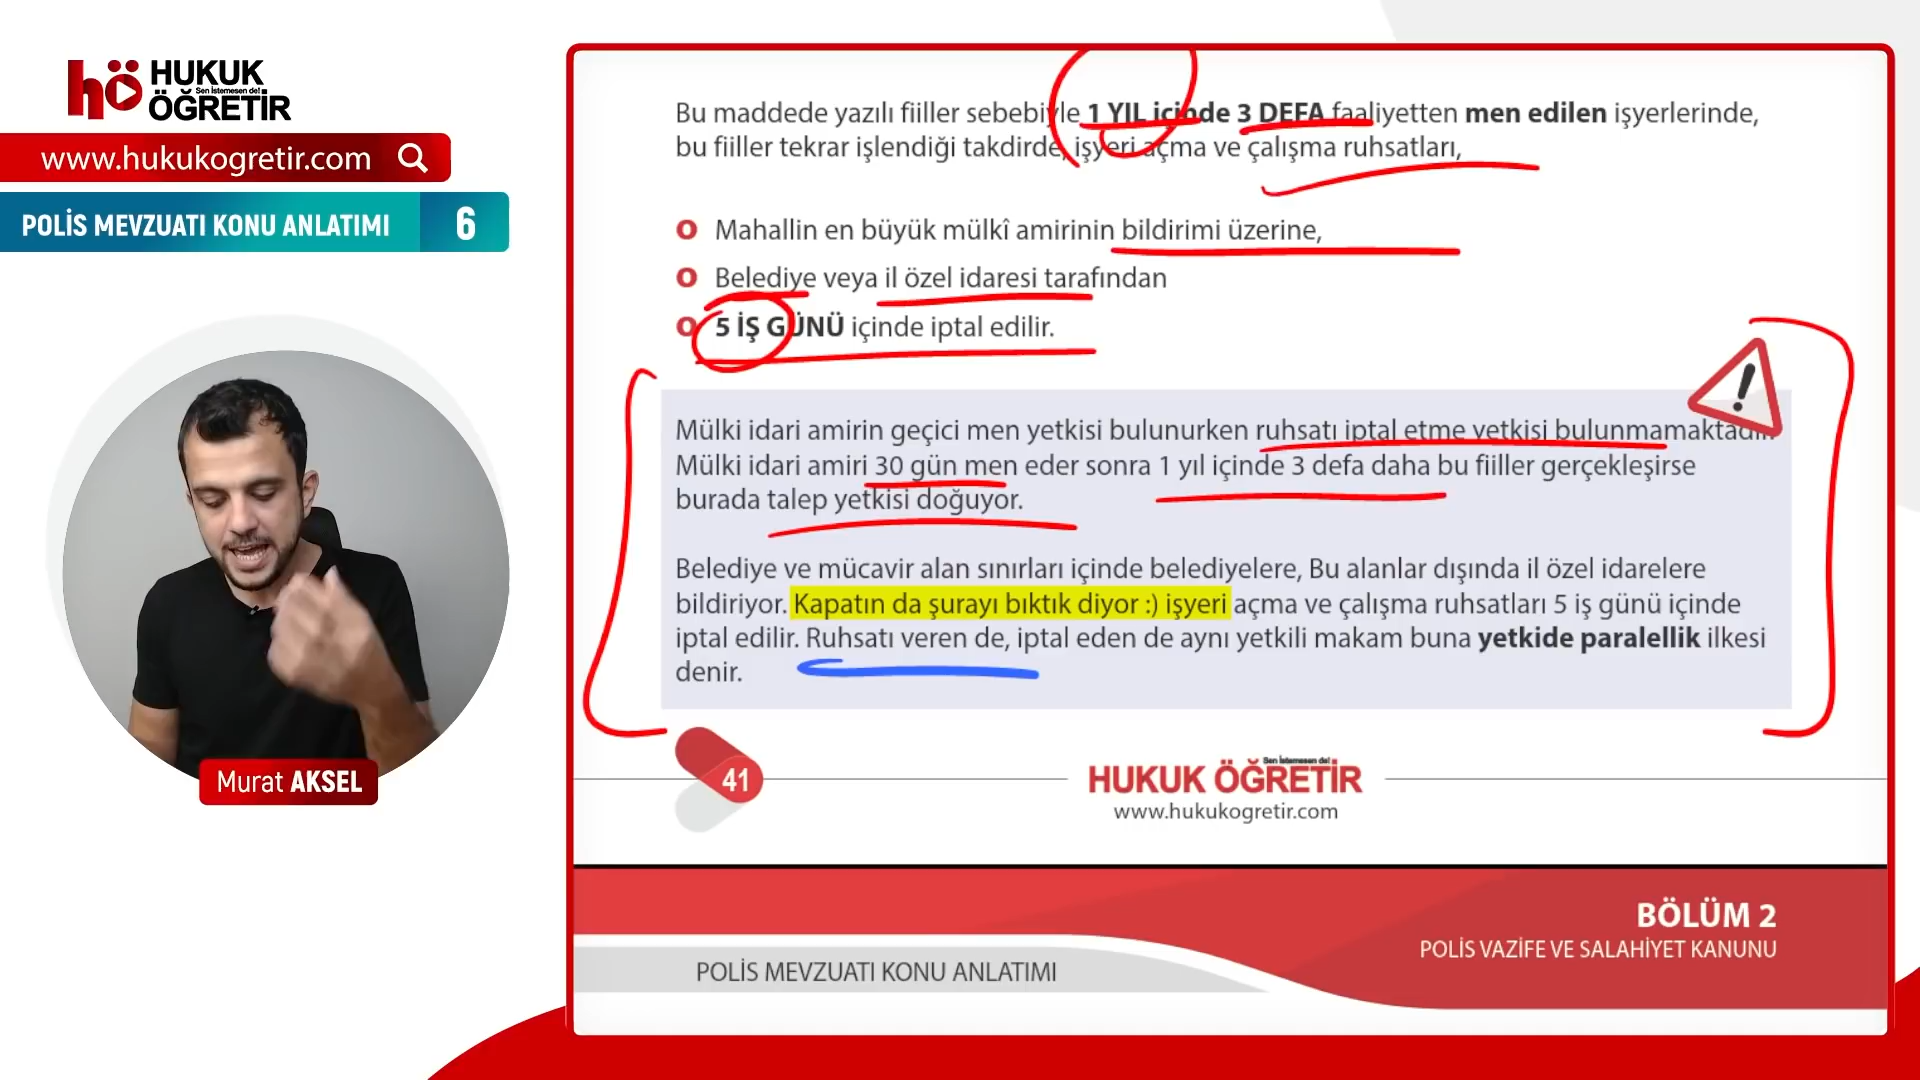 hö HUKUK
Sen İstemesen de!
ÖĞRETİR
www.hukukogretir.com
POLİS MEVZUATI KONU ANLATIMI 6
Murat AKSEL
Bu maddede yazılı fiiller sebebiyle 1 YIL içinde 3 DEFA faaliyetten men edilen işyerlerinde,
bu fiiller tekrar işlendiği takdirde, işyeri açma ve çalışma ruhsatları,
O Mahallin en büyük mülkî amirinin bildirimi üzerine,
O Belediye veya il özel idaresi tarafından
O 5 İŞ GÜNÜ içinde iptal edilir.
Mülki idari amirin geçici men yetkisi bulunurken ruhsatı iptal etme yetkisi bulunmamaktadır.
Mülki idari amiri 30 gün men eder sonra 1 yıl içinde 3 defa daha bu fiiller gerçekleşirse
burada talep yetkisi doğuyor.
Belediye ve mücavir alan sınırları içinde belediyelere, Bu alanlar dışında il özel idarelere
bildiriyor. Kapatın da şurayı bıktık diyor :) işyeri açma ve çalışma ruhsatları 5 iş günü içinde
iptal edilir. Ruhsatı veren de, iptal eden de aynı yetkili makam buna yetkide paralellik ilkesi
denir.
41
Sen İstemesen de!
HUKUK ÖĞRETİR
www.hukukogretir.com
BÖLÜM 2
POLİS VAZİFE VE SALAHİYET KANUNU
POLİS MEVZUATI KONU ANLATIMI